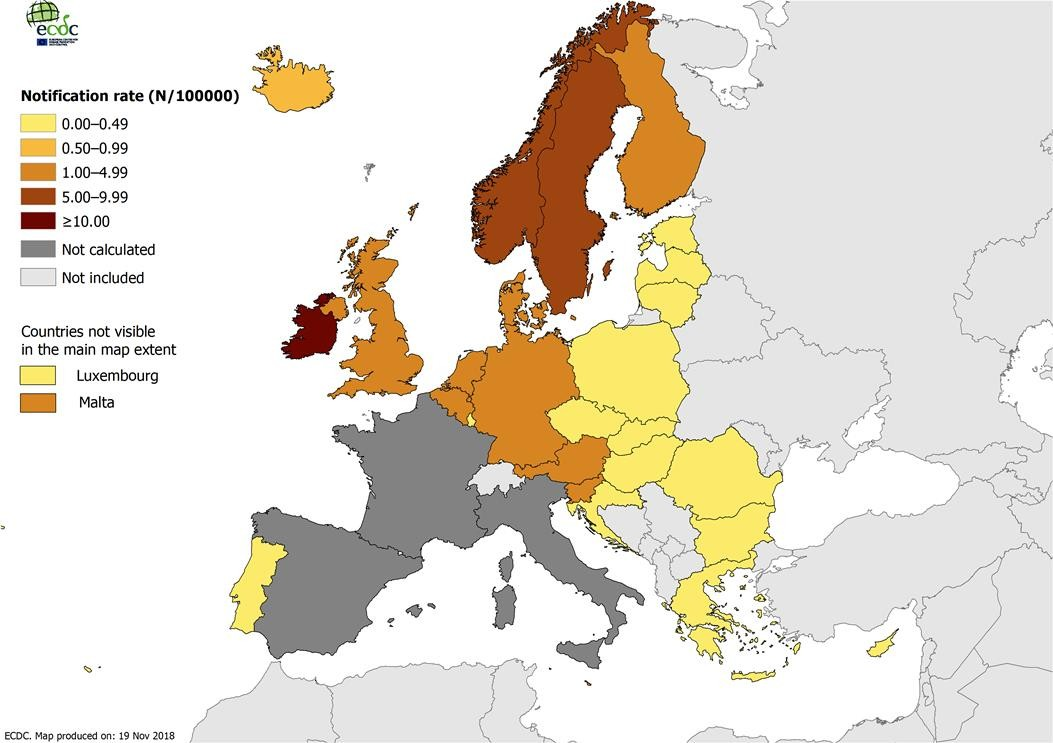 ecdc
Notification rate (N/100000)
0.00–0.49
0.50–0.99
1.00–4.99
5.00–9.99
≥10.00
Not calculated
Not included
Countries not visible
in the main map extent
Luxembourg
Malta
ECDC. Map produced on: 19 Nov 2018